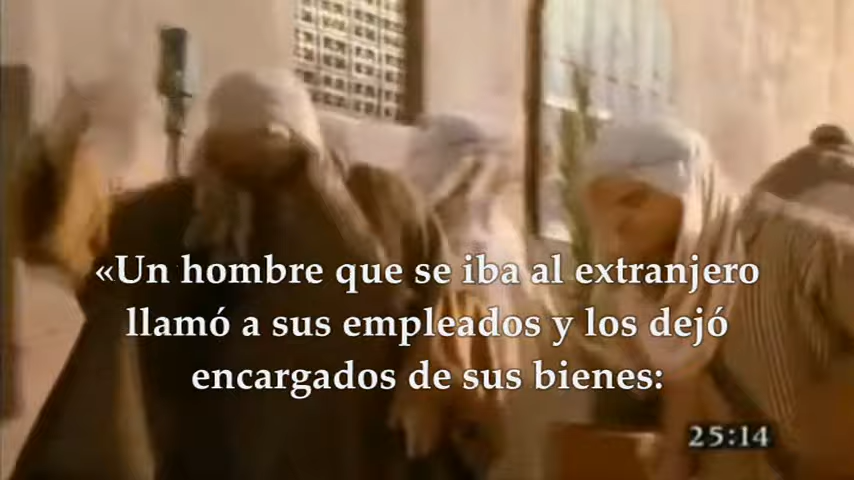 «Un hombre que se iba al extranjero
llamó a sus empleados y los dejó
encargados de sus bienes:
25:14